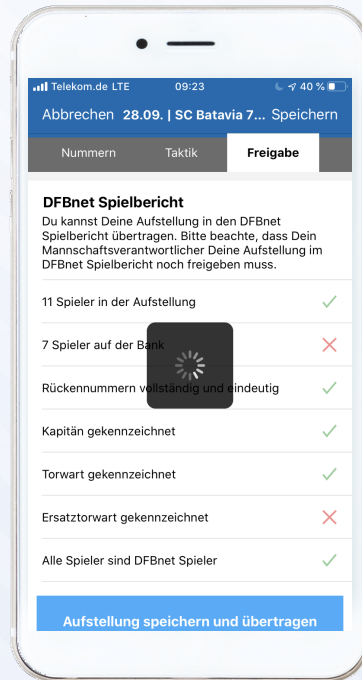 Telekom.de LTE 09:23 40 %
Abbrechen 28.09. | SC Batavia 7... Speichern
Nummern Taktik Freigabe
DFBnet Spielbericht
Du kannst Deine Aufstellung in den DFBnet
Spielbericht übertragen. Bitte beachte, dass Dein
Mannschaftsverantwortlicher Deine Aufstellung im
DFBnet Spielbericht noch freigeben muss.
11 Spieler in der Aufstellung
7 Spieler auf der Bank
Rückennummern vollständig und eindeutig
Kapitän gekennzeichnet
Torwart gekennzeichnet
Ersatztorwart gekennzeichnet
Alle Spieler sind DFBnet Spieler
Aufstellung speichern und übertragen